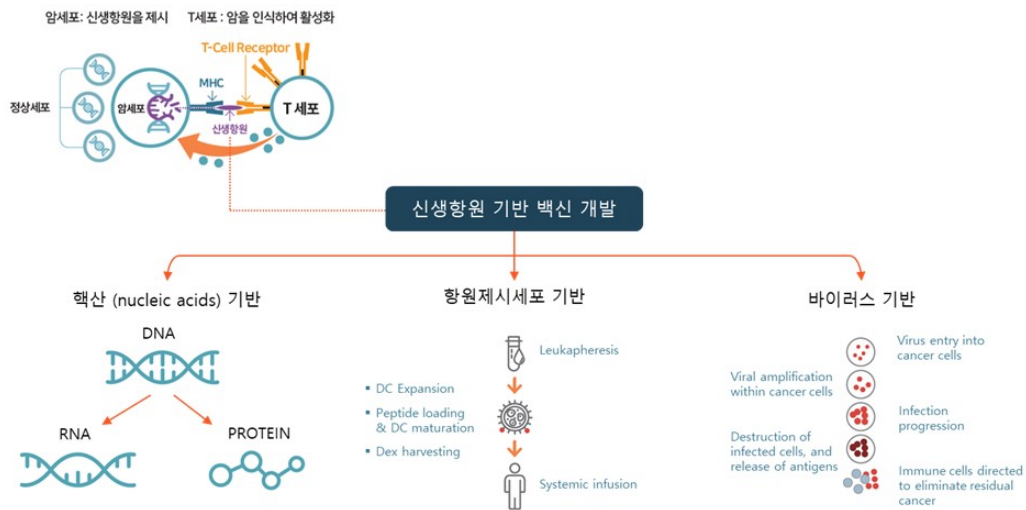 암세포: 신생항원을 제시
T세포 : 암을 인식하여 활성화
T-Cell Receptor
MHC
정상세포
암세포
T 세포
신생항원
신생항원 기반 백신 개발
핵산 (nucleic acids) 기반
DNA
RNA
PROTEIN
항원제시세포 기반
Leukapheresis
▪ DC Expansion
▪ Peptide loading
& DC maturation
▪ Dex harvesting
Systemic infusion
바이러스 기반
Virus entry into
cancer cells
Viral amplification
within cancer cells
Infection
progression
Destruction of
infected cells, and
release of antigens
Immune cells directed
to eliminate residual
cancer